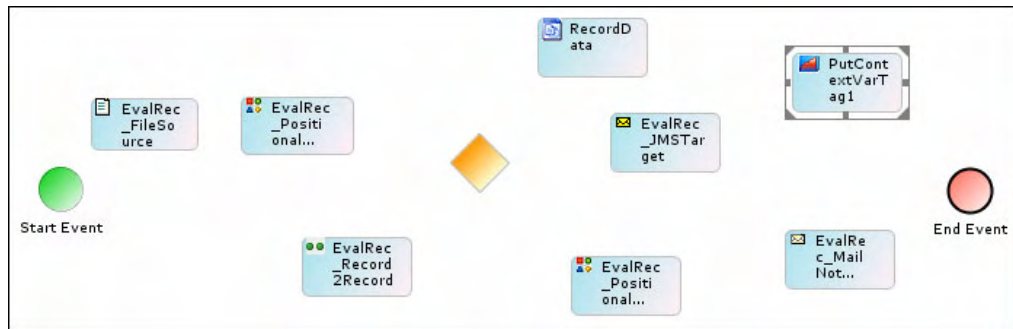 RecordD
ata
PutCont
extVarT
ag1
EvalRec
_FileSo
urce
EvalRec
_Positi
onal...
EvalRec
_JMSTar
get
Start Event
End Event
EvalRec
_Record
2Record
EvalRec
_Positi
onal...
EvalRe
c_Mail
Not...